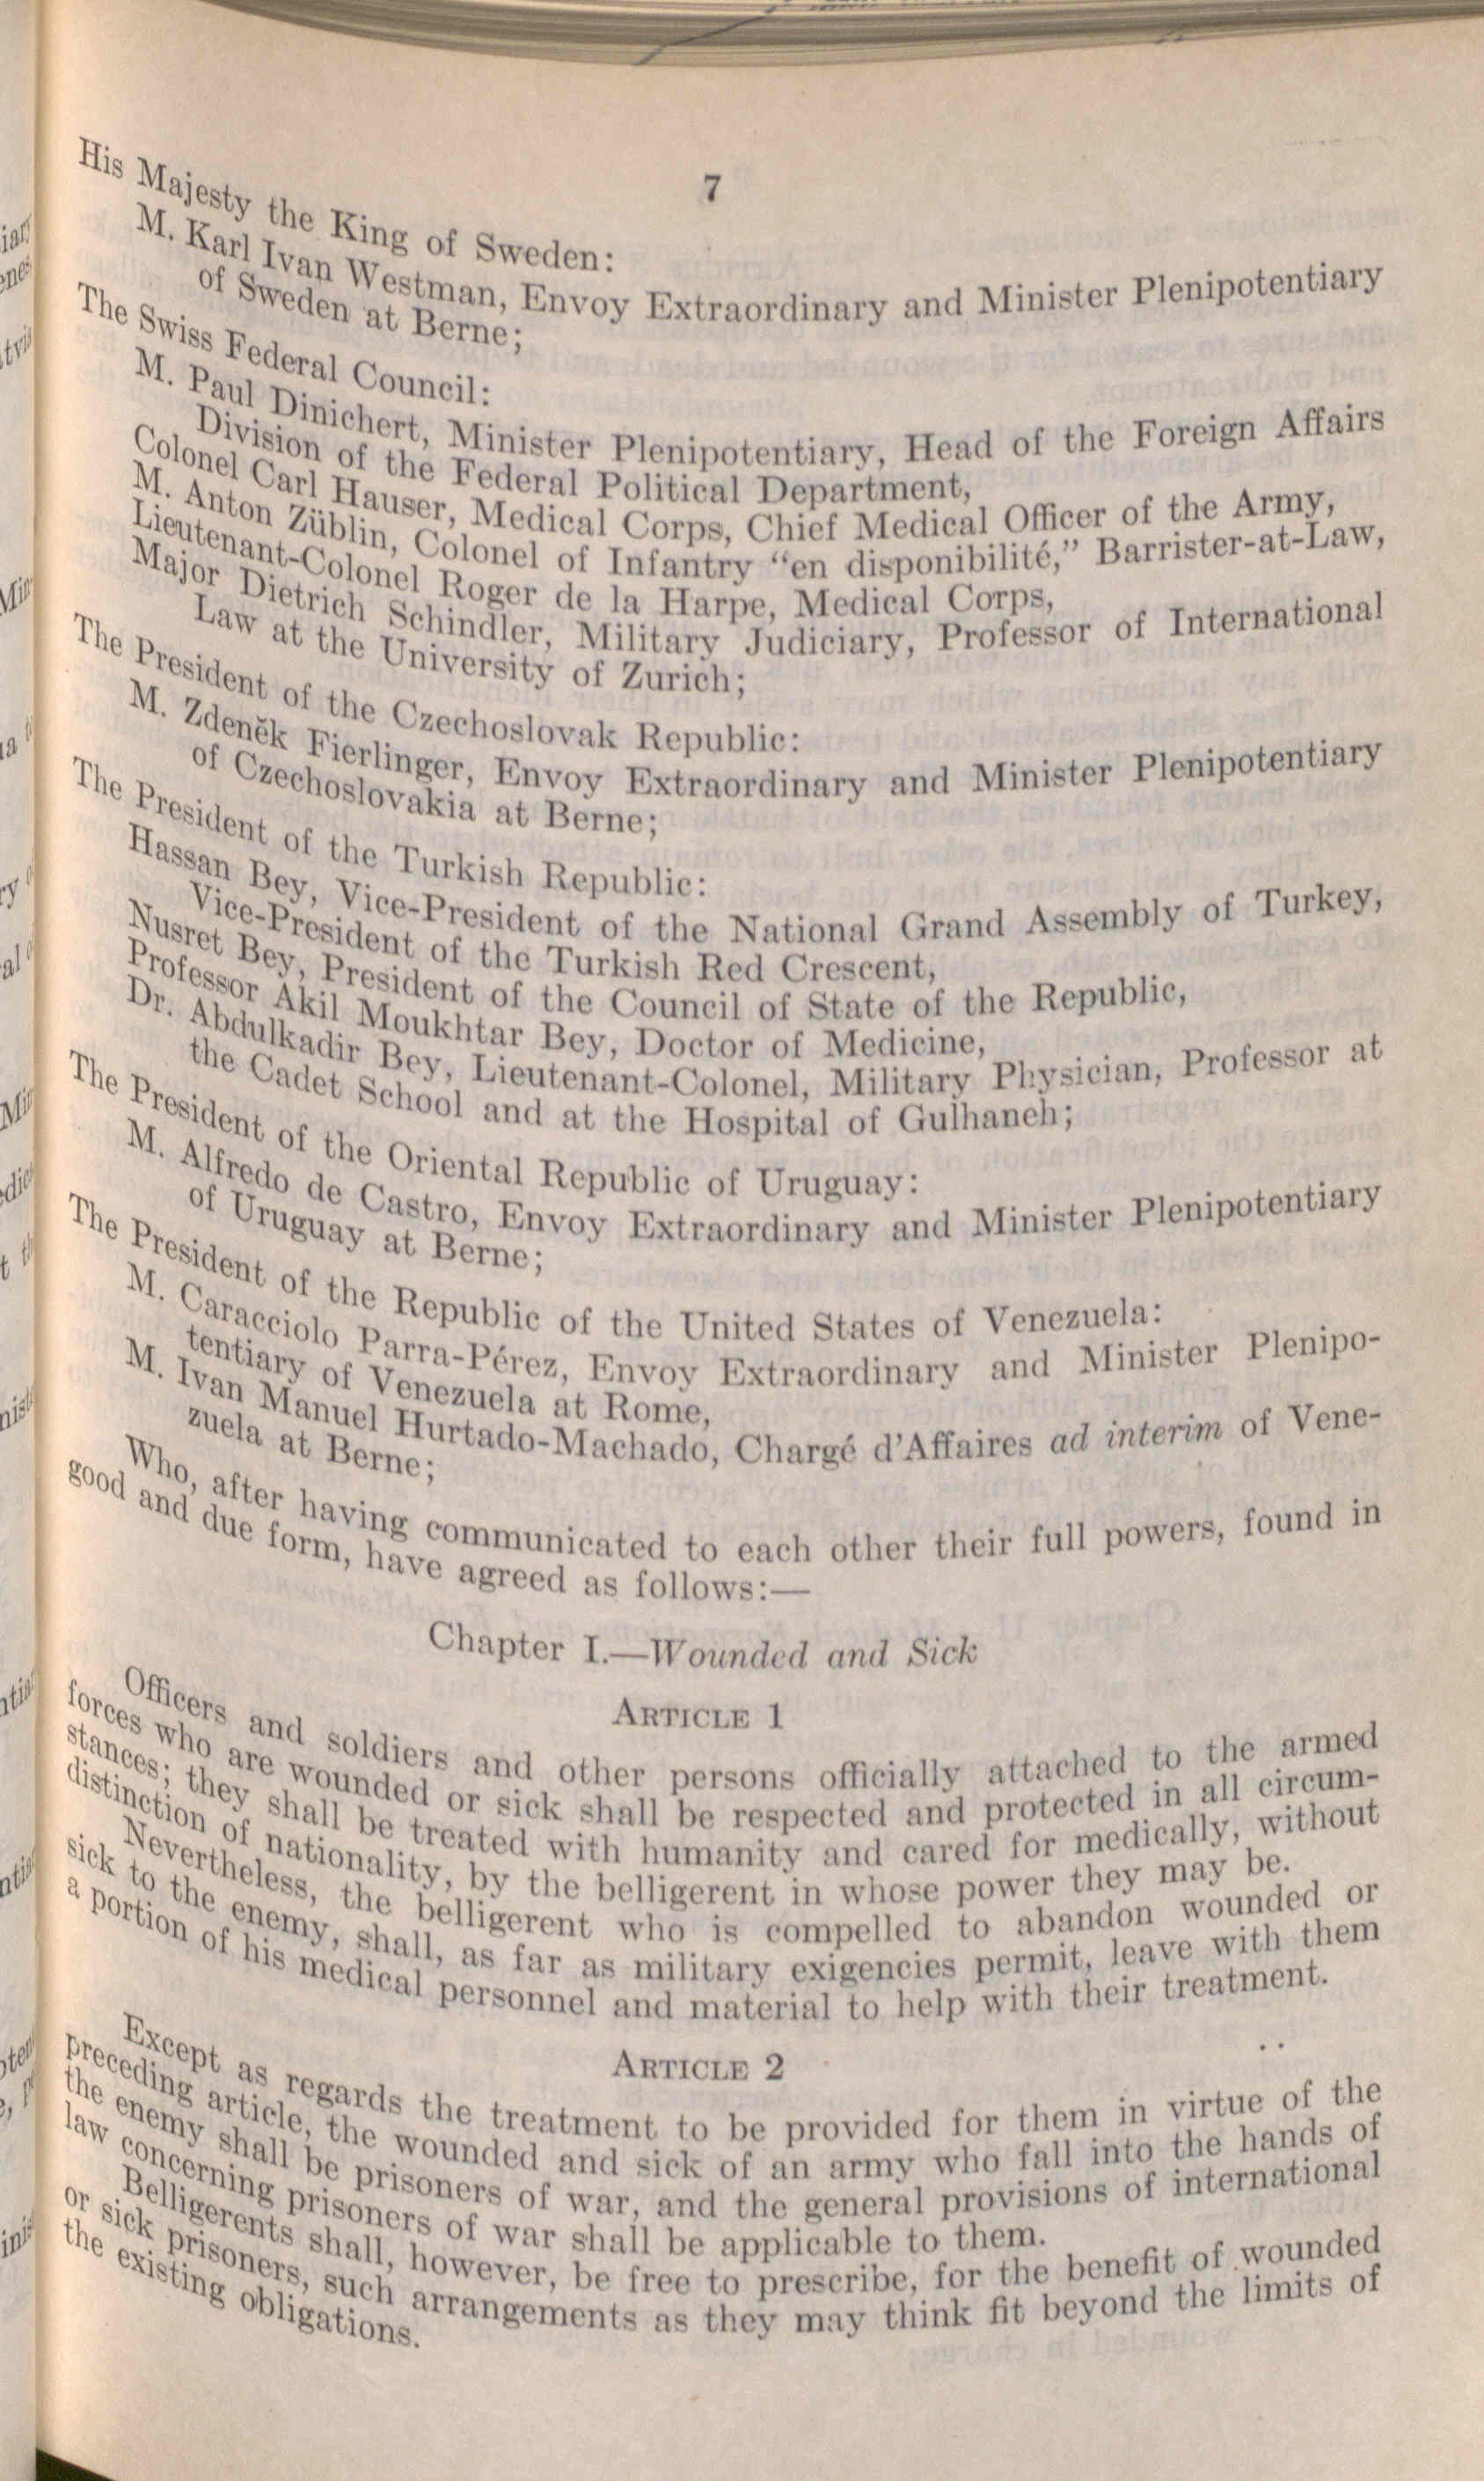 7
His Majesty the King of Sweden:
M. Karl Ivan Westman, Envoy Extraordinary and Minister Plenipotentiary
of Sweden at Berne;
The Swiss Federal Council:
M. Paul Dinichert, Minister Plenipotentiary, Head of the Foreign Affairs
Division of the Federal Political Department,
Colonel Carl Hauser, Medical Corps, Chief Medical Officer of the Army,
M. Anton Züblin, Colonel of Infantry “en disponibilité,” Barrister-at-Law,
Lieutenant-Colonel Roger de la Harpe, Medical Corps,
Major Dietrich Schindler, Military Judiciary, Professor of International
Law at the University of Zurich;
The President of the Czechoslovak Republic:
M. Zdeněk Fierlinger, Envoy Extraordinary and Minister Plenipotentiary
of Czechoslovakia at Berne;
The President of the Turkish Republic:
Hassan Bey, Vice-President of the National Grand Assembly of Turkey,
Vice-President of the Turkish Red Crescent,
Nusret Bey, President of the Council of State of the Republic,
Professor Akil Moukhtar Bey, Doctor of Medicine,
Dr. Abdulkadir Bey, Lieutenant-Colonel, Military Physician, Professor at
the Cadet School and at the Hospital of Gulhaneh;
The President of the Oriental Republic of Uruguay:
M. Alfredo de Castro, Envoy Extraordinary and Minister Plenipotentiary
of Uruguay at Berne;
The President of the Republic of the United States of Venezuela:
M. Caracciolo Parra-Pérez, Envoy Extraordinary and Minister Plenipo-
tentiary of Venezuela at Rome,
M. Ivan Manuel Hurtado-Machado, Chargé d'Affaires ad interim of Vene-
zuela at Berne;
Who, after having communicated to each other their full powers, found in
good and due form, have agreed as follows:—
Chapter I.—Wounded and Sick
ARTICLE 1
Officers and soldiers and other persons officially attached to the armed
forces who are wounded or sick shall be respected and protected in all circum-
stances; they shall be treated with humanity and cared for medically, without
distinction of nationality, by the belligerent in whose power they may be.
Nevertheless, the belligerent who is compelled to abandon wounded or
sick to the enemy, shall, as far as military exigencies permit, leave with them
a portion of his medical personnel and material to help with their treatment.
ARTICLE 2
Except as regards the treatment to be provided for them in virtue of the
preceding article, the wounded and sick of an army who fall into the hands of
the enemy shall be prisoners of war, and the general provisions of international
law concerning prisoners of war shall be applicable to them.
Belligerents shall, however, be free to prescribe, for the benefit of wounded
or sick prisoners, such arrangements as they may think fit beyond the limits of
the existing obligations.